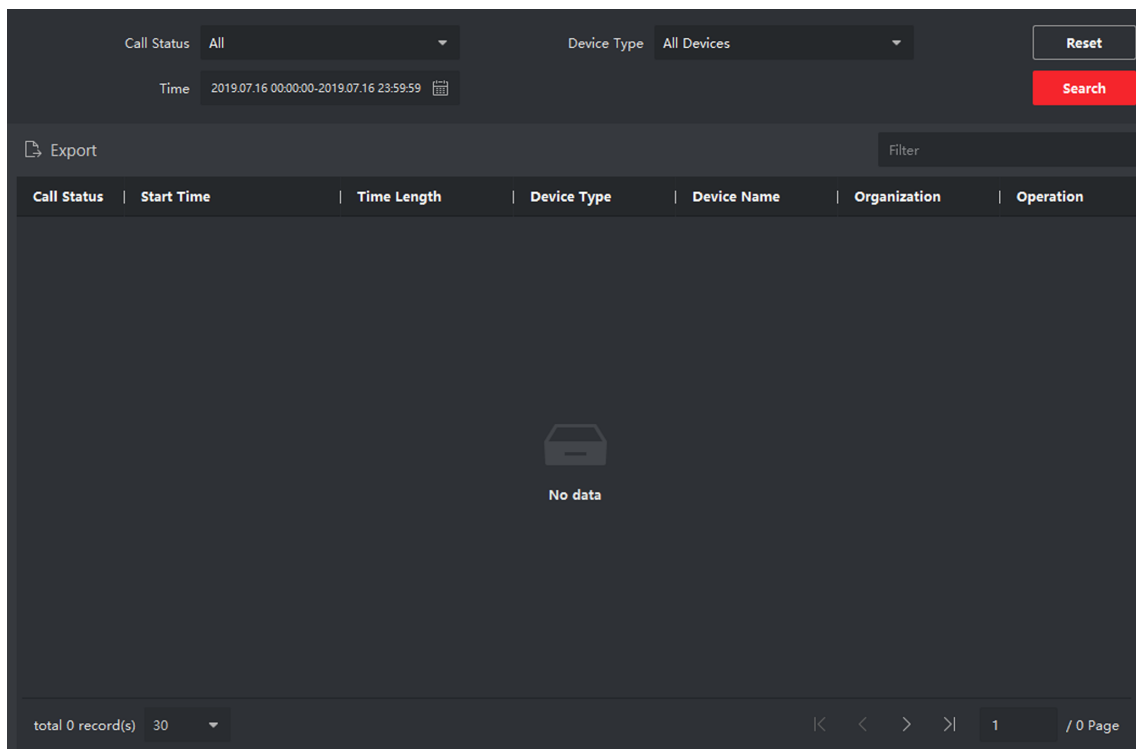 Call Status All Device Type All Devices Reset
Time 2019.07.16 00:00:00-2019.07.16 23:59:59 Search
Export Filter
Call Status | Start Time | Time Length | Device Type | Device Name | Organization | Operation
No data
total 0 record(s) 30 1 / 0 Page